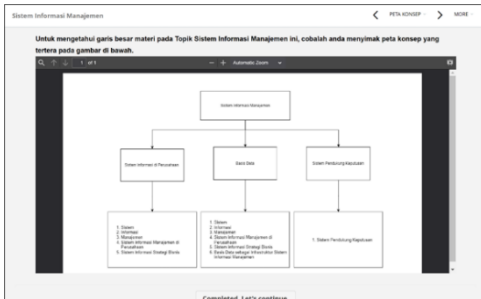 Sistem Informasi Manajemen
PETA KONSEP
MORE
Untuk mengetahui garis besar materi pada Topik Sistem Informasi Manajemen ini, cobalah anda menyimak peta konsep yang
tertera pada gambar di bawah.
1 of 1
Automatic Zoom
Sistem Informasi Manajemen
Sistem Informasi di Perusahaan
Basis Data
Sistem Pendukung Keputusan
1. Sistem
2. Informasi
3. Manajemen
4. Sistem Informasi Manajemen di
Perusahaan
5. Sistem Informasi Strategi Bisnis
1. Sistem
2. Informasi
3. Manajemen
4. Sistem Informasi Manajemen di
Perusahaan
5. Sistem Informasi Strategi Bisnis
6. Basis Data sebagai Infrastruktur Sistem
Informasi Manajemen
1. Sistem Pendukung Keputusan
Completed. Let's continue